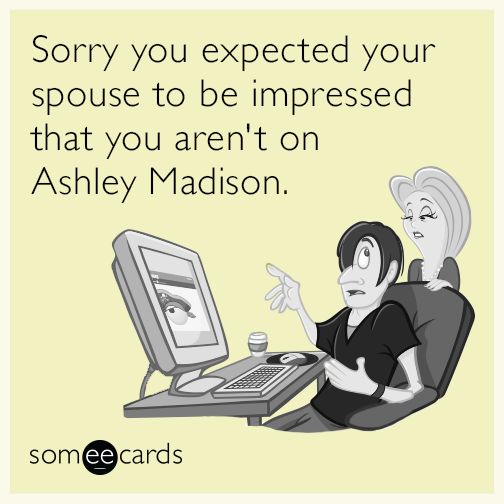 Sorry you expected your
spouse to be impressed
that you aren't on
Ashley Madison.
someecards